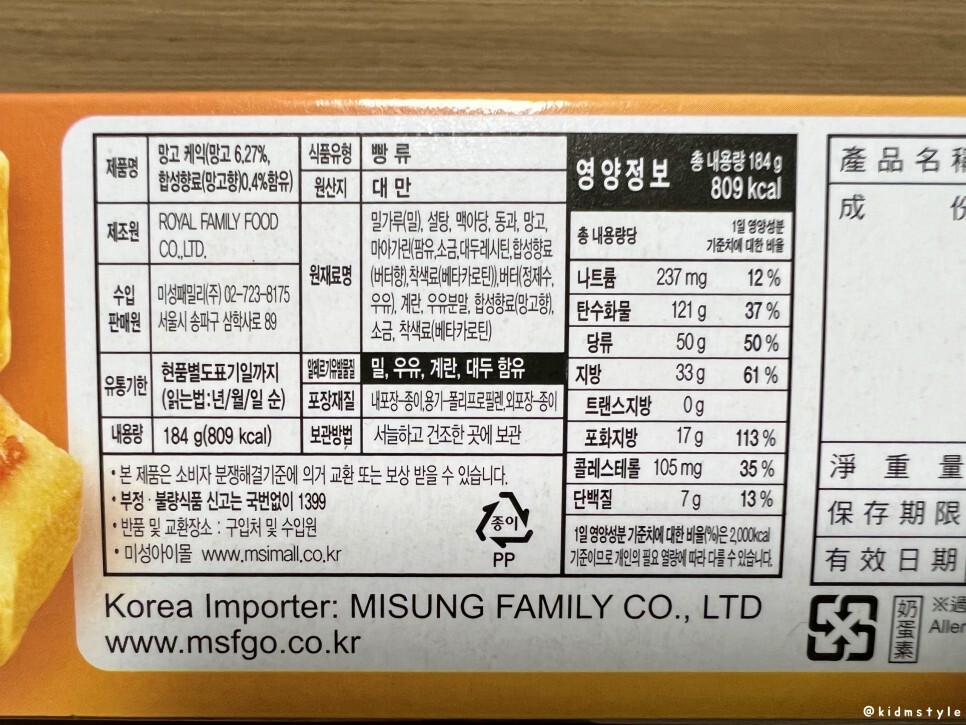 제품명 망고 케익(망고 6.27%,
합성향료(망고향)0.4%함유)
식품유형 빵 류
원산지 대 만
제조원 ROYAL FAMILY FOOD
CO.,LTD.
수입
판매원
미성패밀리(주) 02-723-8175
서울시 송파구 삼학사로 89
원재료명
밀가루(밀), 설탕, 맥아당, 동과, 망고,
마아가린(팜유,소금,대두레시틴,합성향료
(버터향),착색료(베타카로틴)),버터(정제수,
우유), 계란, 우유분말, 합성향료(망고향),
소금, 착색료(베타카로틴)
유통기한 현품별도표기일까지
(읽는법:년/월/일 순)
알레르기유발물질 밀, 우유, 계란, 대두 함유
포장재질 내포장-종이,용기-폴리프로필렌,외포장-종이
내용량 184 g(809 kcal)
보관방법 서늘하고 건조한 곳에 보관
• 본 제품은 소비자 분쟁해결기준에 의거 교환 또는 보상 받을 수 있습니다.
• 부정 · 불량식품 신고는 국번없이 1399
• 반품 및 교환장소 : 구입처 및 수입원
• 미성아이몰 www.msimall.co.kr
종이
PP
영양정보 총 내용량 184 g
809 kcal
총 내용량당 1일 영양성분
기준치에 대한 비율
나트륨 237 mg 12 %
탄수화물 121 g 37 %
당류 50 g 50 %
지방 33 g 61 %
트랜스지방 0 g
포화지방 17 g 113 %
콜레스테롤 105 mg 35 %
단백질 7 g 13 %
1일 영양성분 기준치에 대한 비율(%)은 2,000kcal
기준이므로 개인의 필요 열량에 따라 다를 수 있습니다.
Korea Importer: MISUNG FAMILY CO., LTD
www.msfgo.co.kr
產品名稱
成 份
淨 重 量
保存期限
有效日期
奶蛋素
※過
Aller
@kidmstyle